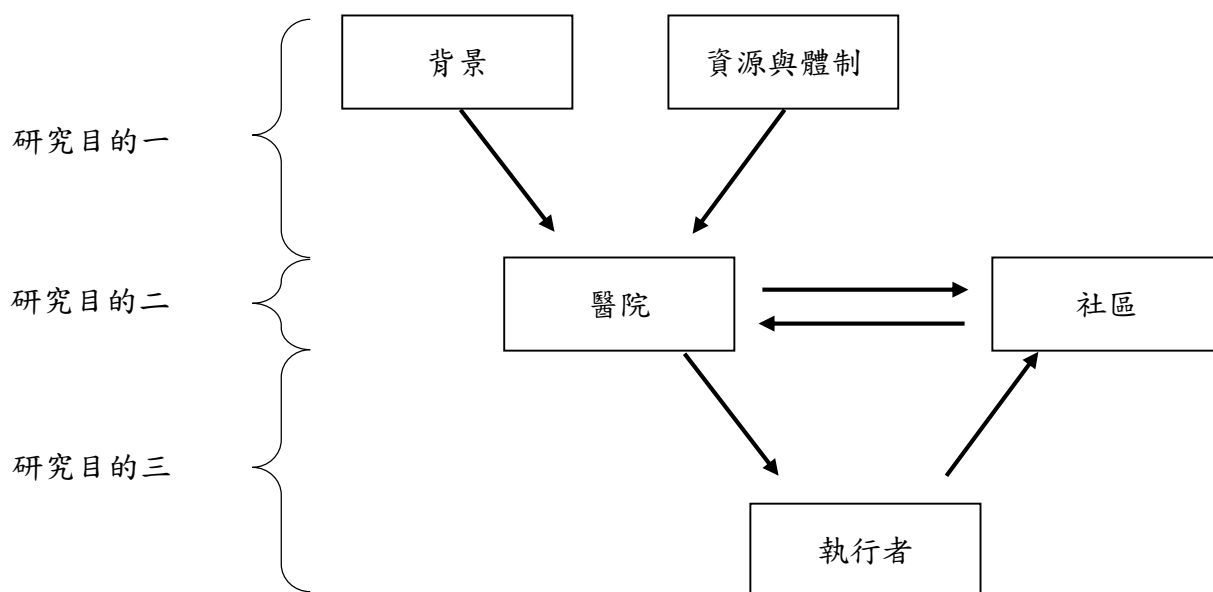 背景
資源與體制
研究目的一
研究目的二
醫院
社區
研究目的三
執行者